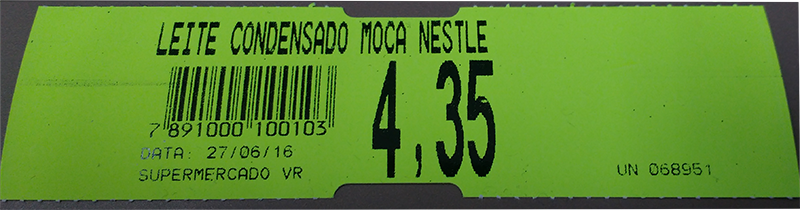 LEITE CONDENSADO MOCA NESTLE
4,35
7 891000 100103
DATA: 27/06/16
SUPERMERCADO VR
UN 068951